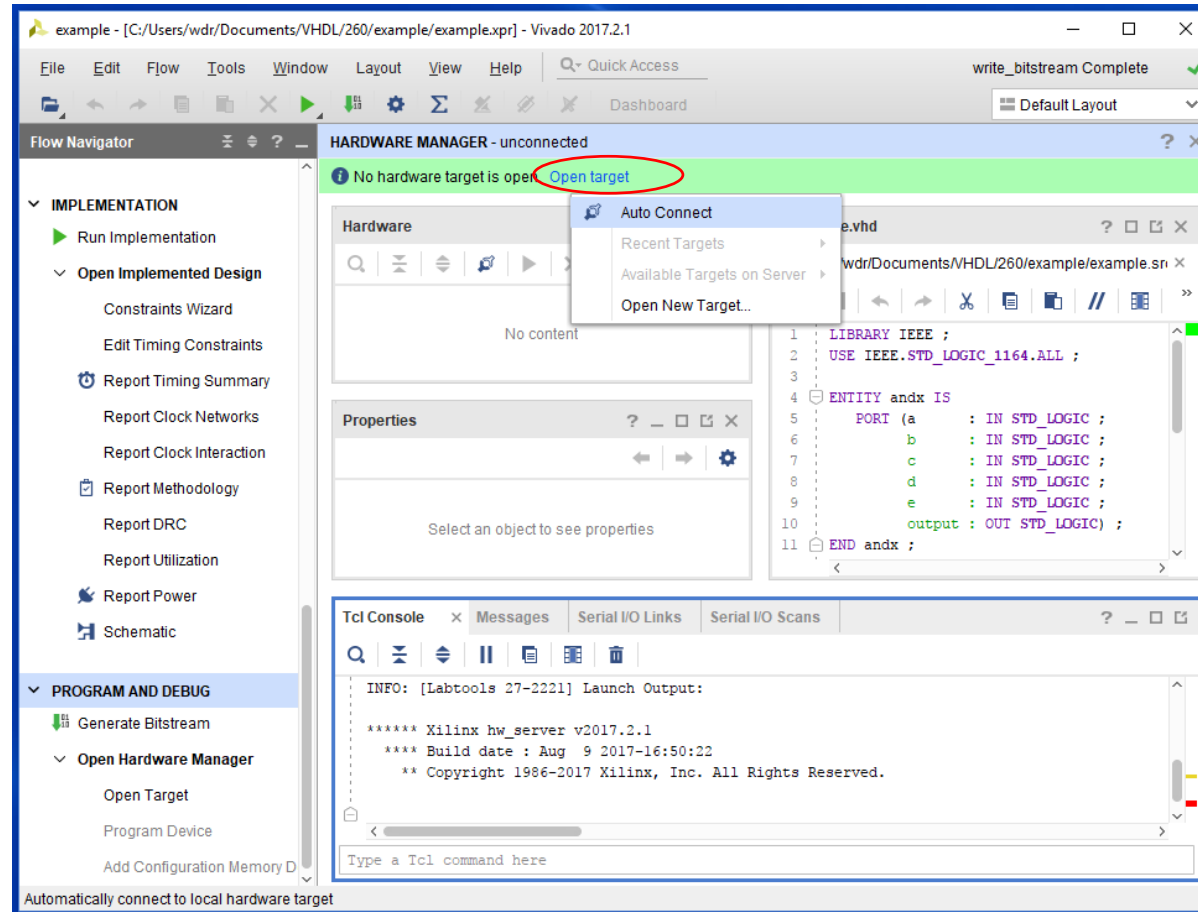 example - [C:/Users/wdr/Documents/VHDL/260/example/example.xpr] - Vivado 2017.2.1
File Edit Flow Tools Window Layout View Help Quick Access write_bitstream Complete
Dashboard Default Layout
Flow Navigator
HARDWARE MANAGER - unconnected
No hardware target is open. Open target
Auto Connect
Recent Targets
Available Targets on Server
Open New Target...
IMPLEMENTATION
Run Implementation
Open Implemented Design
Constraints Wizard
Edit Timing Constraints
Report Timing Summary
Report Clock Networks
Report Clock Interaction
Report Methodology
Report DRC
Report Utilization
Report Power
Schematic
PROGRAM AND DEBUG
Generate Bitstream
Open Hardware Manager
Open Target
Program Device
Add Configuration Memory D
Hardware
No content
Properties
Select an object to see properties
e.vhd
/wdr/Documents/VHDL/260/example/example.src
1 LIBRARY IEEE ;
2 USE IEEE.STD_LOGIC_1164.ALL ;
3
4 ENTITY andx IS
5 PORT (a : IN STD_LOGIC ;
6 b : IN STD_LOGIC ;
7 c : IN STD_LOGIC ;
8 d : IN STD_LOGIC ;
9 e : IN STD_LOGIC ;
10 output : OUT STD_LOGIC) ;
11 END andx ;
Tcl Console Messages Serial I/O Links Serial I/O Scans
INFO: [Labtools 27-2221] Launch Output:
****** Xilinx hw_server v2017.2.1
**** Build date : Aug 9 2017-16:50:22
** Copyright 1986-2017 Xilinx, Inc. All Rights Reserved.
Type a Tcl command here
Automatically connect to local hardware target